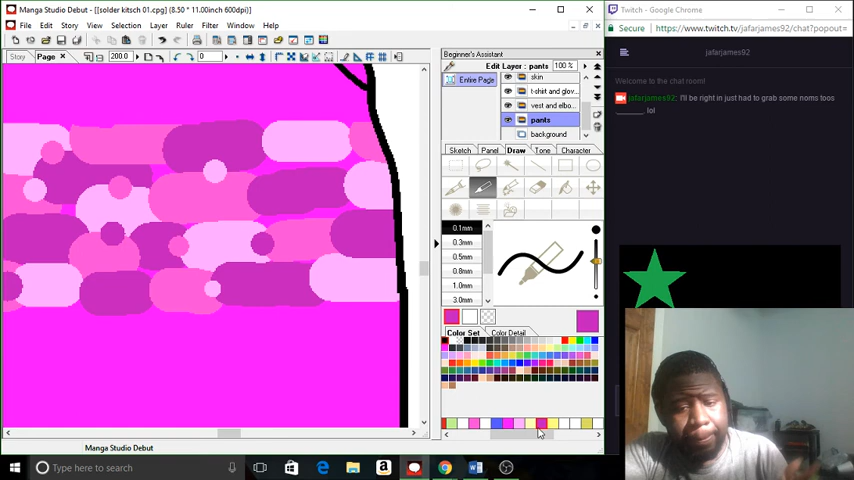 Manga Studio Debut - [[solder kitsch 01.cpg] (8.50 * 11.00inch 600dpi)]
File Edit Story View Selection Layer Ruler Filter Window Help
Story Page 200.0 0
Beginner's Assistant
Edit Layer : pants 100 %
Entire Page
skin
t-shirt and glov...
vest and elbo...
pants
background
Sketch Panel Draw Tone Character
0.1mm
0.3mm
0.5mm
0.8mm
1.0mm
3.0mm
Color Set Color Detail
Manga Studio Debut
Type here to search
Twitch - Google Chrome
Secure https://www.twitch.tv/jafarjames92/chat?popout=
jafarjames92
Welcome to the chat room!
jafarjames92: I'll be right in just had to grab some noms toos
lol